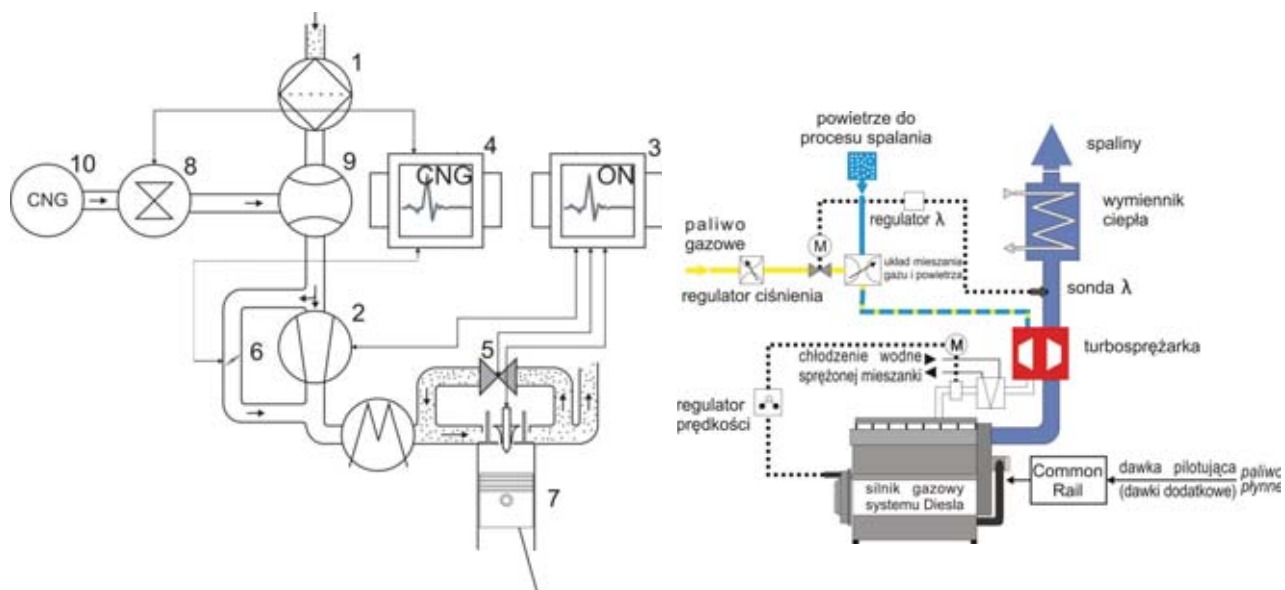 1
10
8
9
4
3
CNG
CNG
ON
2
6
5
7
powietrze do
procesu spalania
spaliny
wymiennik
ciepła
regulator λ
paliwo
gazowe
M
układ mieszania
gazu i powietrza
regulator ciśnienia
sonda λ
turbosprężarka
M
chłodzenie wodne
sprężonej mieszanki
regulator
prędkości
silnik gazowy
systemu Diesla
Common
Rail
dawka pilotująca
(dawki dodatkowe)
paliwo
płynne